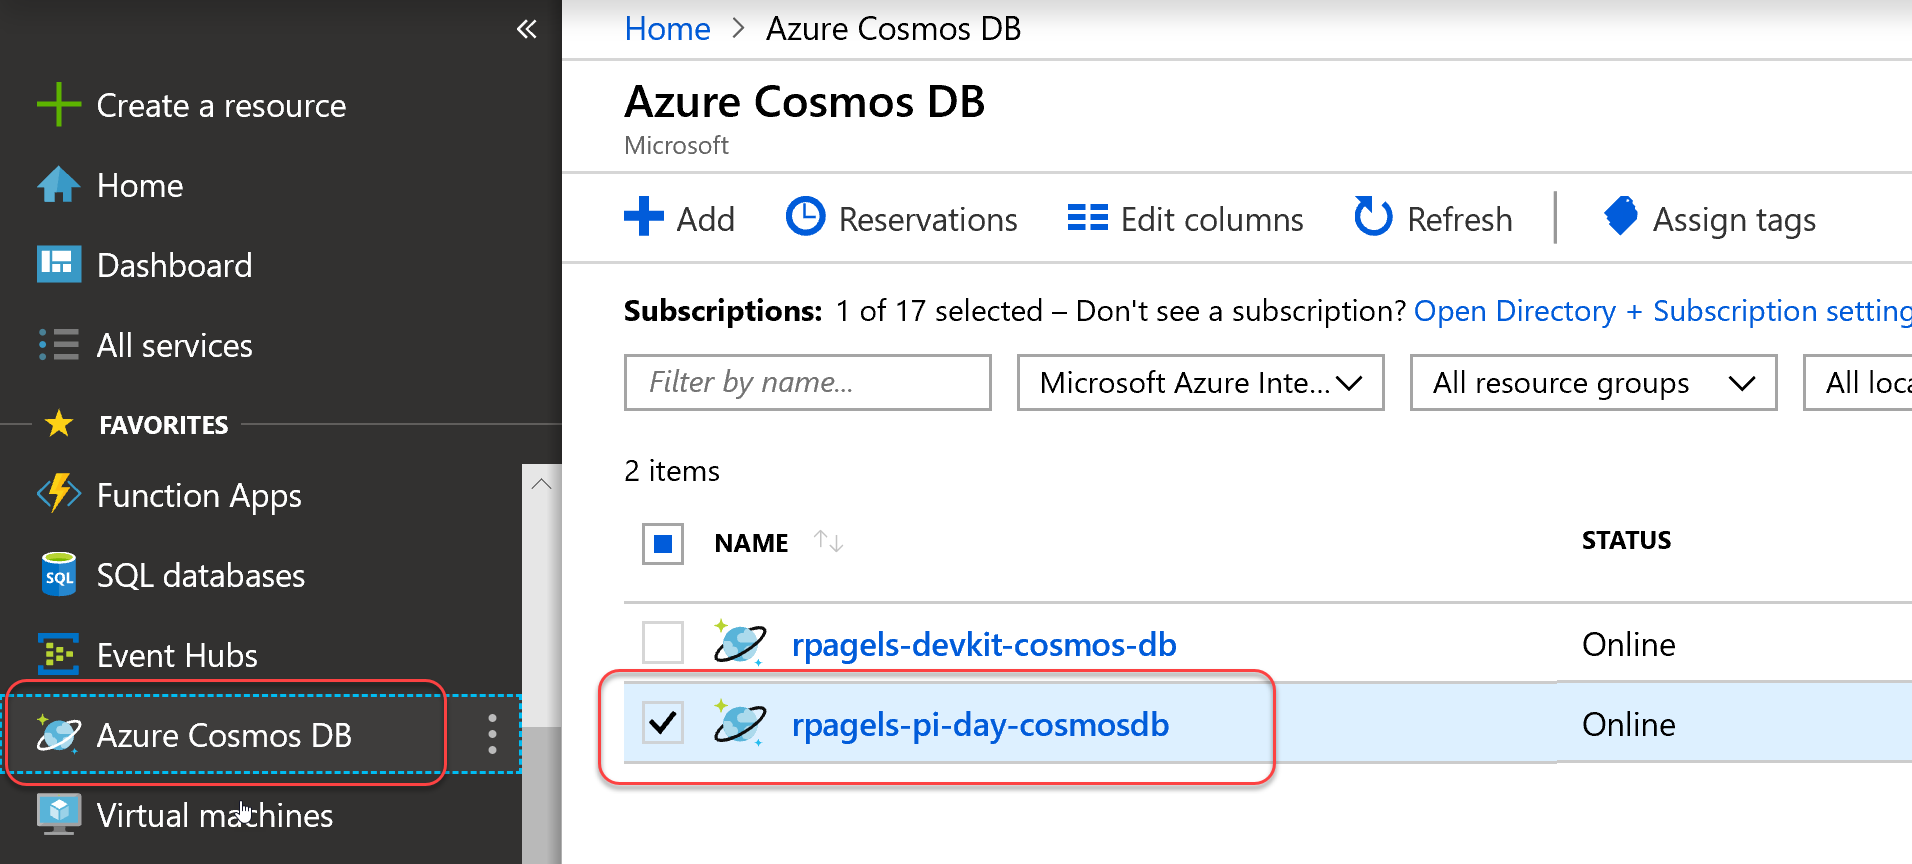 «
Create a resource
Home
Dashboard
All services
FAVORITES
Function Apps
SQL
SQL databases
Event Hubs
Azure Cosmos DB
Virtual machines
Home > Azure Cosmos DB
Azure Cosmos DB
Microsoft
Add Reservations Edit columns Refresh Assign tags
Subscriptions: 1 of 17 selected – Don't see a subscription? Open Directory + Subscription setting
Filter by name... Microsoft Azure Inte... All resource groups All loca
2 items
NAME ↑↓ STATUS
rpagels-devkit-cosmos-db Online
rpagels-pi-day-cosmosdb Online